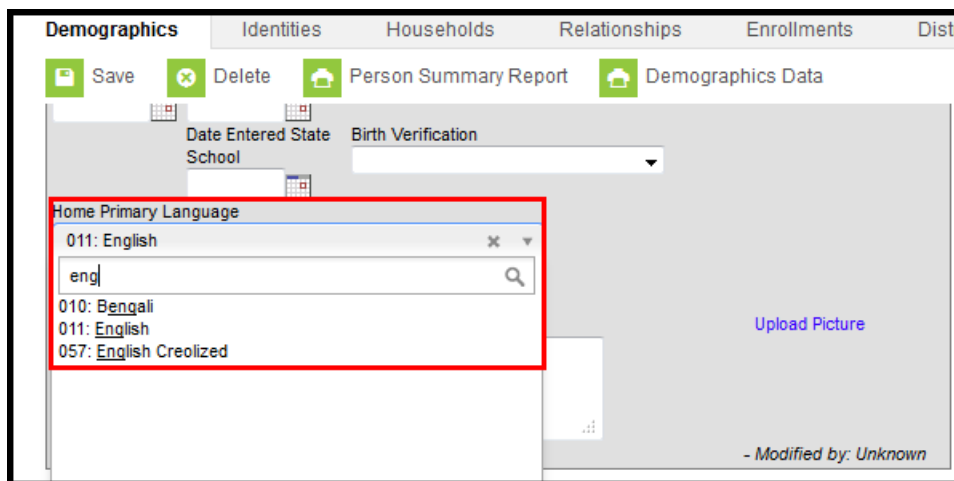 Demographics Identities Households Relationships Enrollments Dist
Save Delete Person Summary Report Demographics Data
Date Entered State School
Birth Verification
Home Primary Language
011: English
eng
010: Bengali
011: English
057: English Creolized
Upload Picture
- Modified by: Unknown